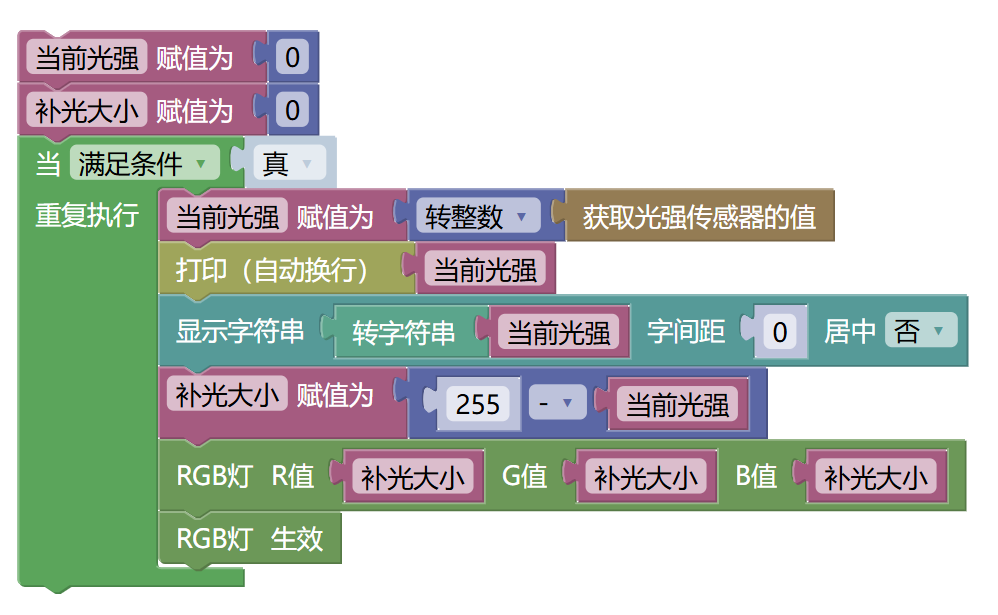 当前光强 赋值为 0
补光大小 赋值为 0
当 满足条件 真
重复执行 当前光强 赋值为 转整数 获取光强传感器的值
打印（自动换行） 当前光强
显示字符串 转字符串 当前光强 字间距 0 居中 否
补光大小 赋值为 255 - 当前光强
RGB灯 R值 补光大小 G值 补光大小 B值 补光大小
RGB灯 生效